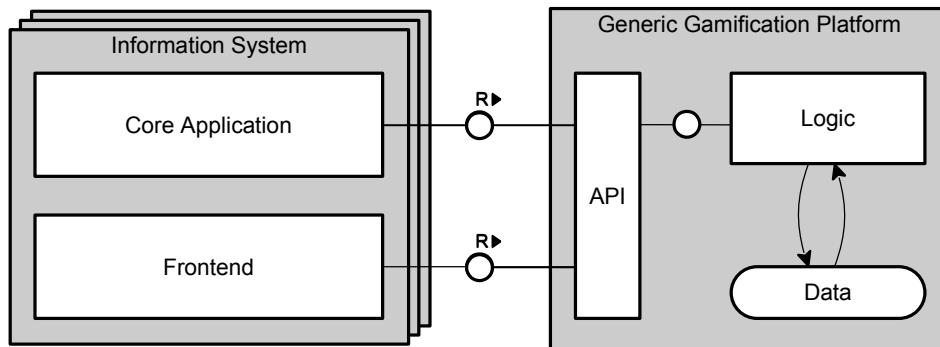 Information System
Core Application
Frontend
R
R
Generic Gamification Platform
API
Logic
Data